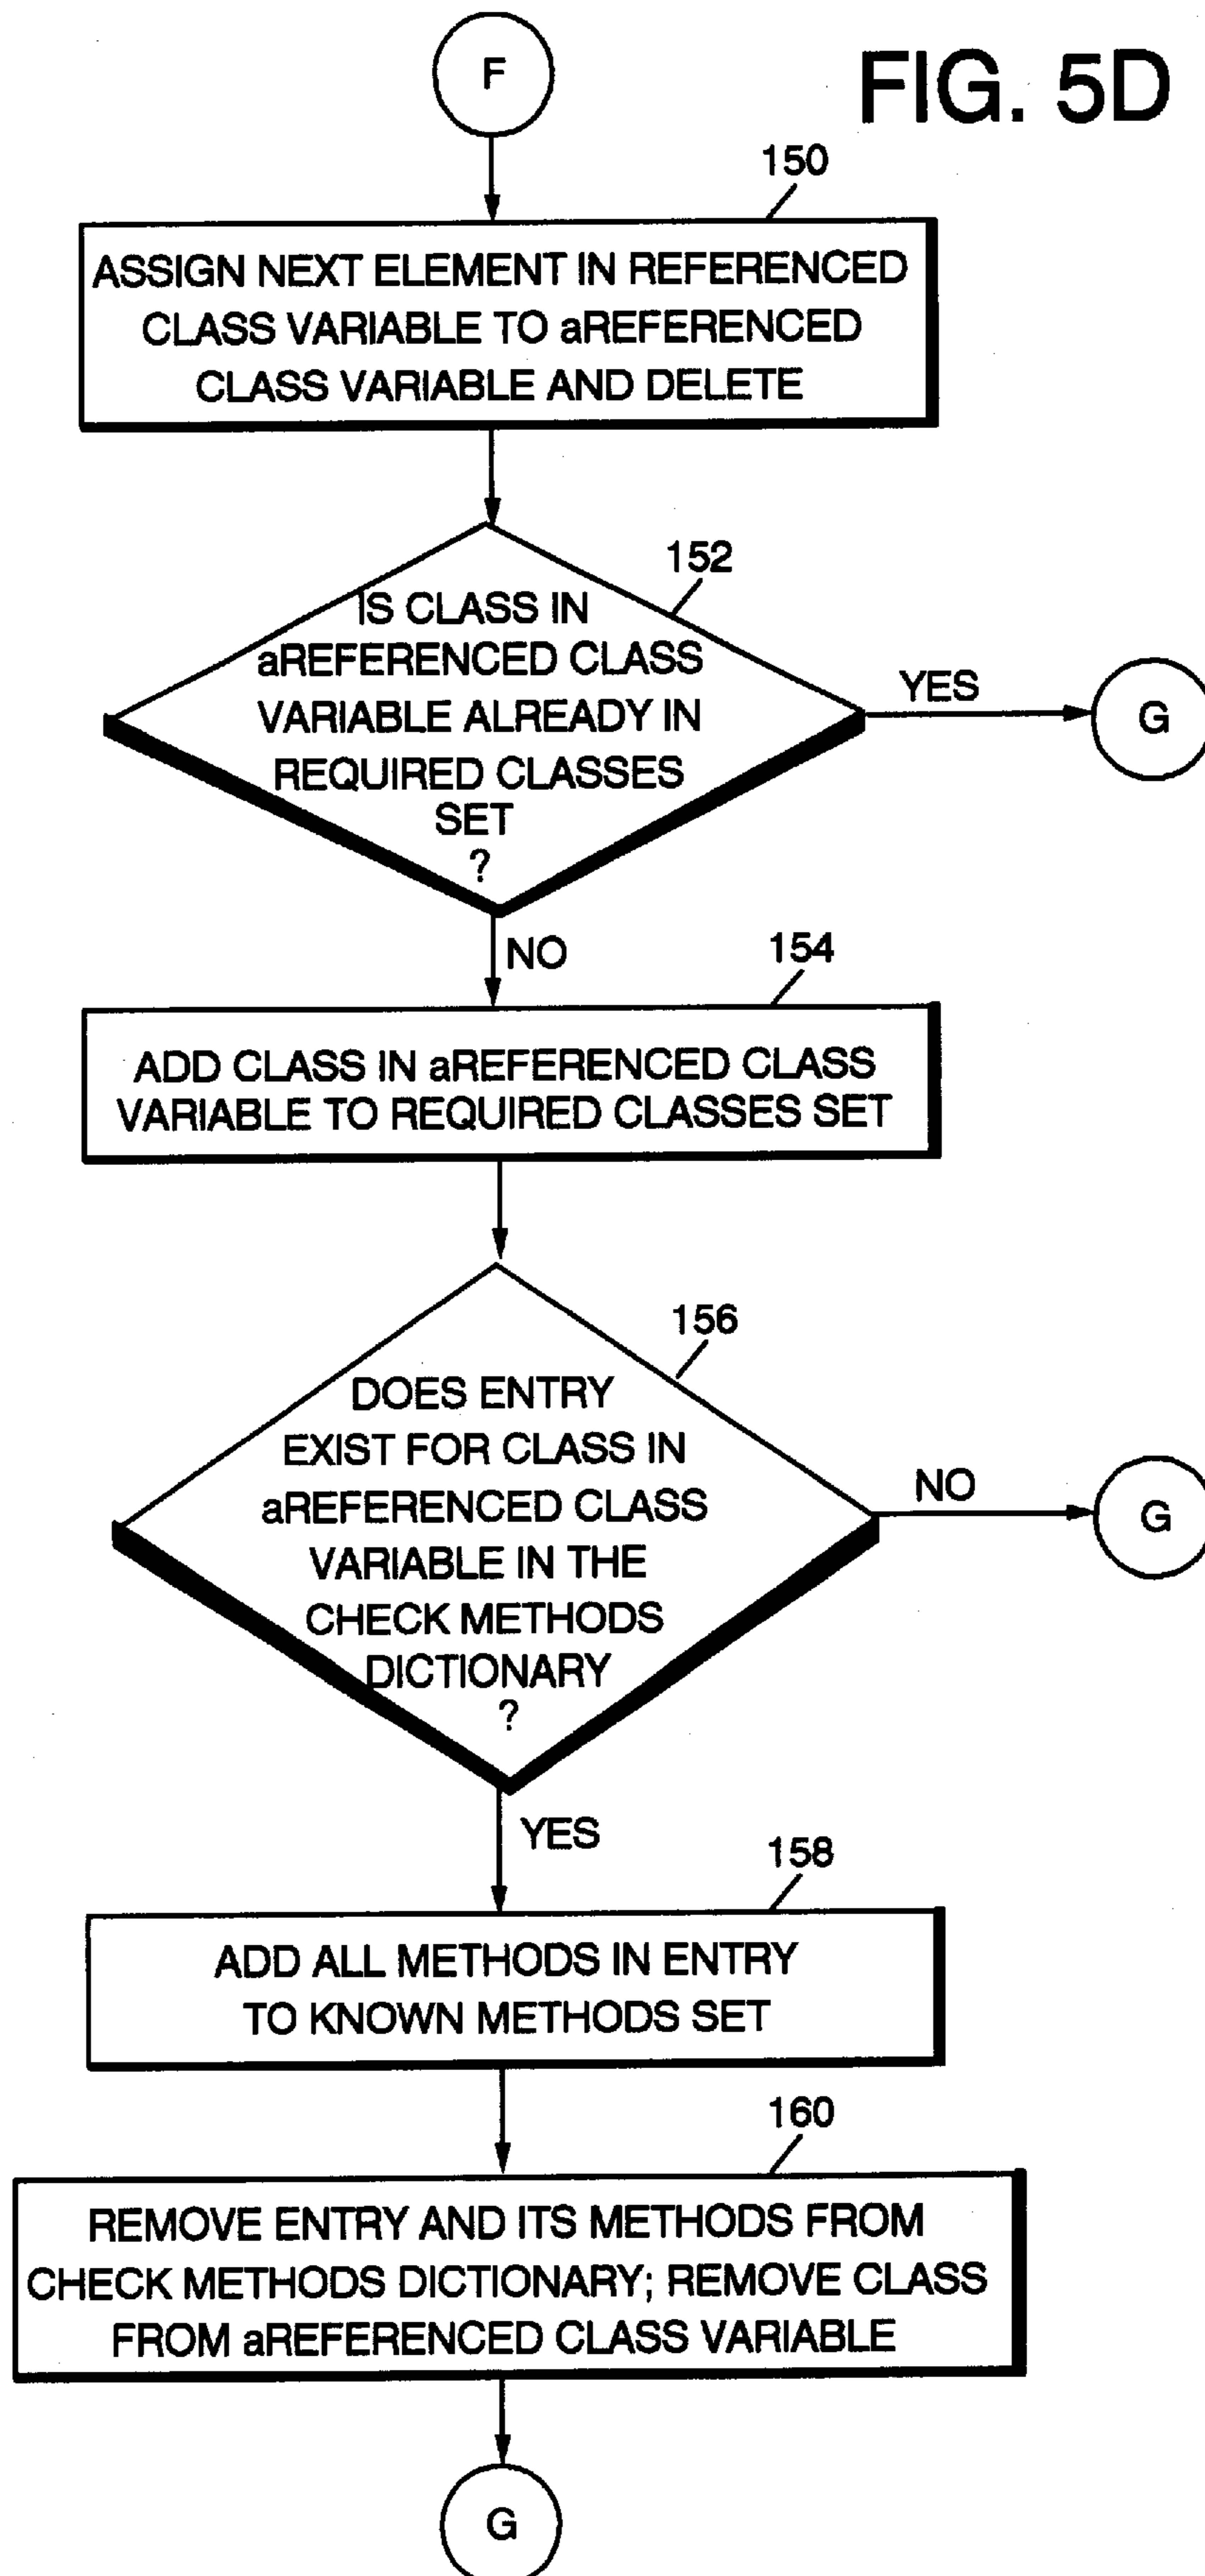 F
FIG. 5D
150
ASSIGN NEXT ELEMENT IN REFERENCED
CLASS VARIABLE TO aREFERENCED
CLASS VARIABLE AND DELETE
152
IS CLASS IN
aREFERENCED CLASS
VARIABLE ALREADY IN
REQUIRED CLASSES
SET
?
YES
G
NO
154
ADD CLASS IN aREFERENCED CLASS
VARIABLE TO REQUIRED CLASSES SET
156
DOES ENTRY
EXIST FOR CLASS IN
aREFERENCED CLASS
VARIABLE IN THE
CHECK METHODS
DICTIONARY
?
NO
G
YES
158
ADD ALL METHODS IN ENTRY
TO KNOWN METHODS SET
160
REMOVE ENTRY AND ITS METHODS FROM
CHECK METHODS DICTIONARY; REMOVE CLASS
FROM aREFERENCED CLASS VARIABLE
G